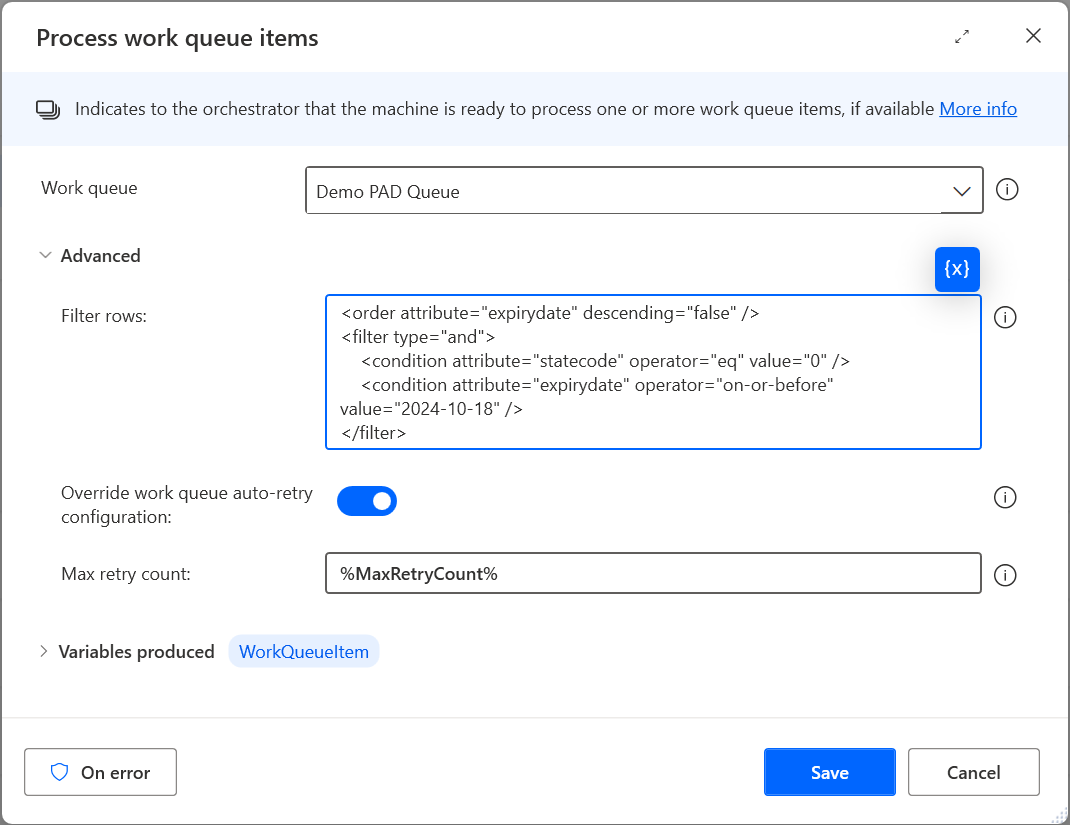 Process work queue items
Indicates to the orchestrator that the machine is ready to process one or more work queue items, if available More info
Work queue
Demo PAD Queue
Advanced
{x}
Filter rows:
<order attribute="expirydate" descending="false" />
<filter type="and">
    <condition attribute="statecode" operator="eq" value="0" />
    <condition attribute="expirydate" operator="on-or-before"
value="2024-10-18" />
</filter>
Override work queue auto-retry
configuration:
Max retry count:
%MaxRetryCount%
Variables produced WorkQueueItem
On error
Save
Cancel